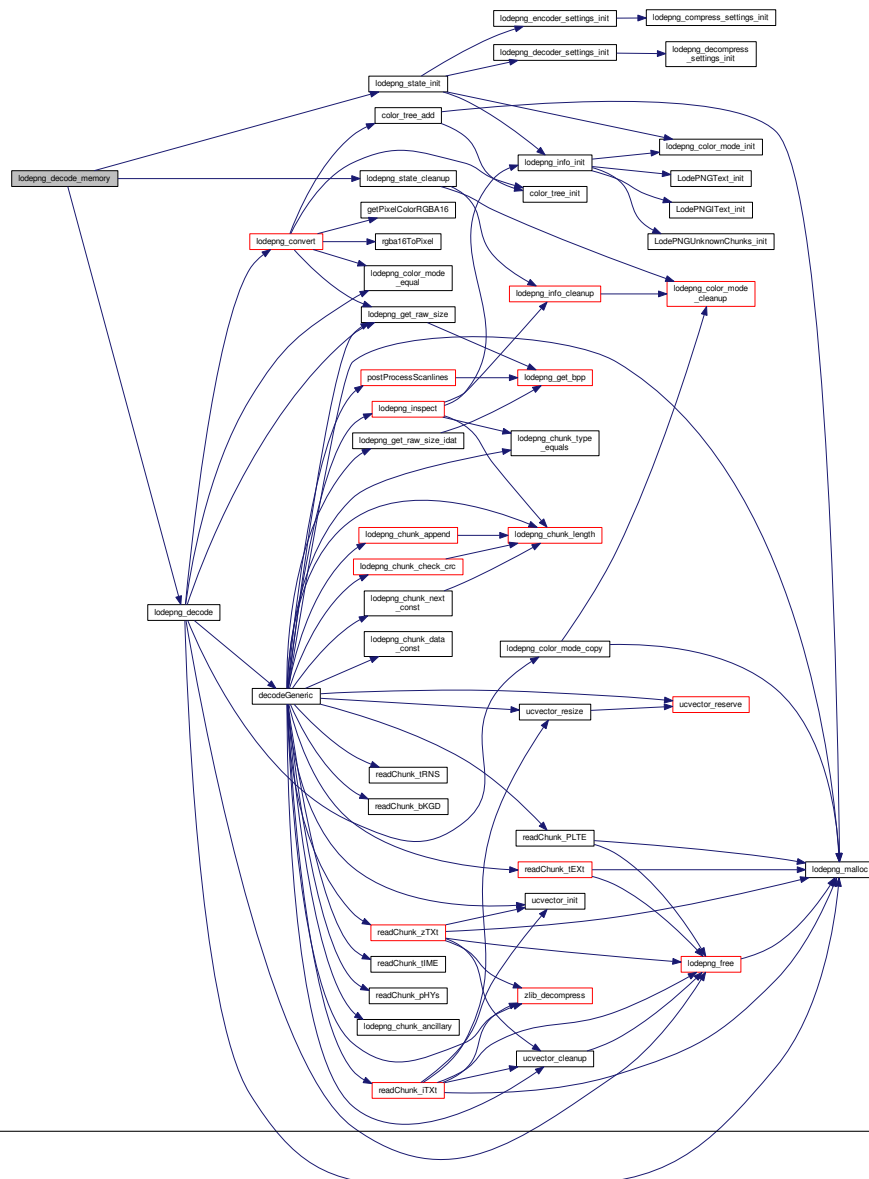 lodepng_encoder_settings_init
lodepng_compress_settings_init
lodepng_decoder_settings_init
lodepng_decompress
_settings_init
lodepng_state_init
color_tree_add
lodepng_color_mode_init
lodepng_info_init
LodePNGText_init
lodepng_decode_memory
lodepng_state_cleanup
color_tree_init
getPixelColorRGBA16
LodePNGIText_init
lodepng_convert
rgba16ToPixel
LodePNGUnknownChunks_init
lodepng_color_mode
_equal
lodepng_info_cleanup
lodepng_color_mode
_cleanup
lodepng_get_raw_size
postProcessScanlines
lodepng_get_bpp
lodepng_inspect
lodepng_get_raw_size_idat
lodepng_chunk_type
_equals
lodepng_chunk_append
lodepng_chunk_length
lodepng_chunk_check_crc
lodepng_chunk_next
_const
lodepng_decode
lodepng_chunk_data
_const
lodepng_color_mode_copy
decodeGeneric
ucvector_resize
ucvector_reserve
readChunk_tRNS
readChunk_bKGD
readChunk_PLTE
readChunk_tEXt
lodepng_malloc
ucvector_init
readChunk_zTXt
readChunk_tIME
lodepng_free
readChunk_pHYs
zlib_decompress
lodepng_chunk_ancillary
ucvector_cleanup
readChunk_iTXt